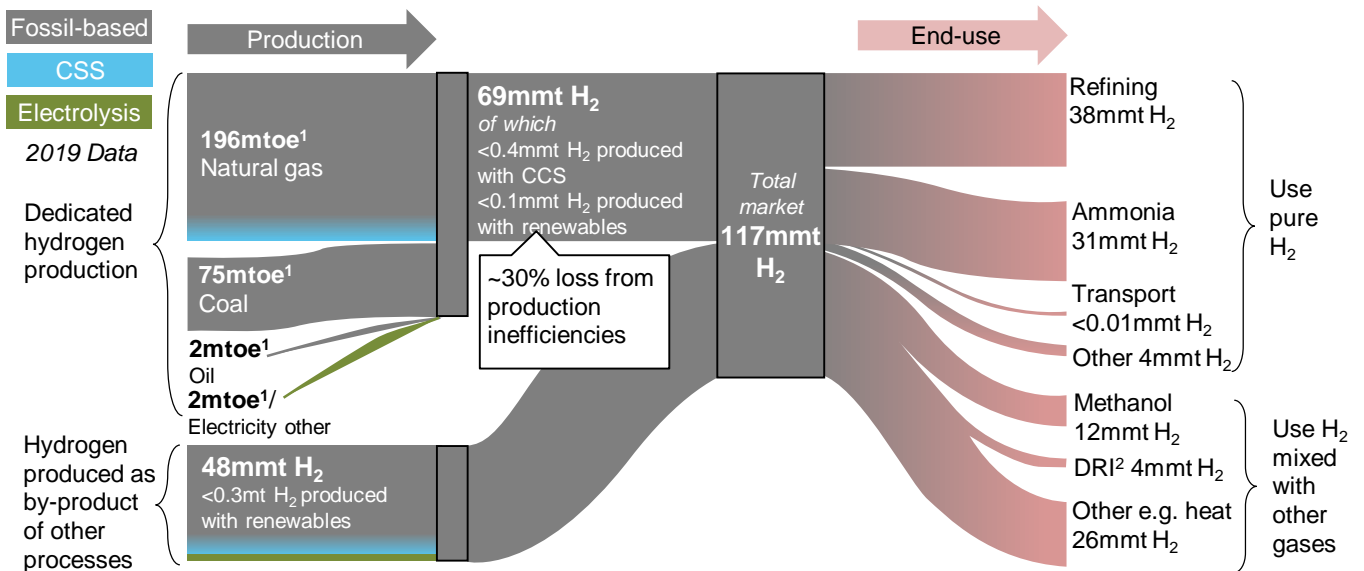 Fossil-based
CSS
Electrolysis
2019 Data
Production
End-use
Dedicated
hydrogen
production
196mtoe¹
Natural gas
75mtoe¹
Coal
2mtoe¹
Oil
2mtoe¹/
Electricity other
Hydrogen
produced as
by-product
of other
processes
48mmt H₂
<0.3mt H₂ produced
with renewables
69mmt H₂
of which
<0.4mmt H₂ produced
with CCS
<0.1mmt H₂ produced
with renewables
~30% loss from
production
inefficiencies
Total
market
117mmt
H₂
Refining
38mmt H₂
Ammonia
31mmt H₂
Transport
<0.01mmt H₂
Other 4mmt H₂
Methanol
12mmt H₂
DRI² 4mmt H₂
Other e.g. heat
26mmt H₂
Use
pure
H₂
Use H₂
mixed
with
other
gases